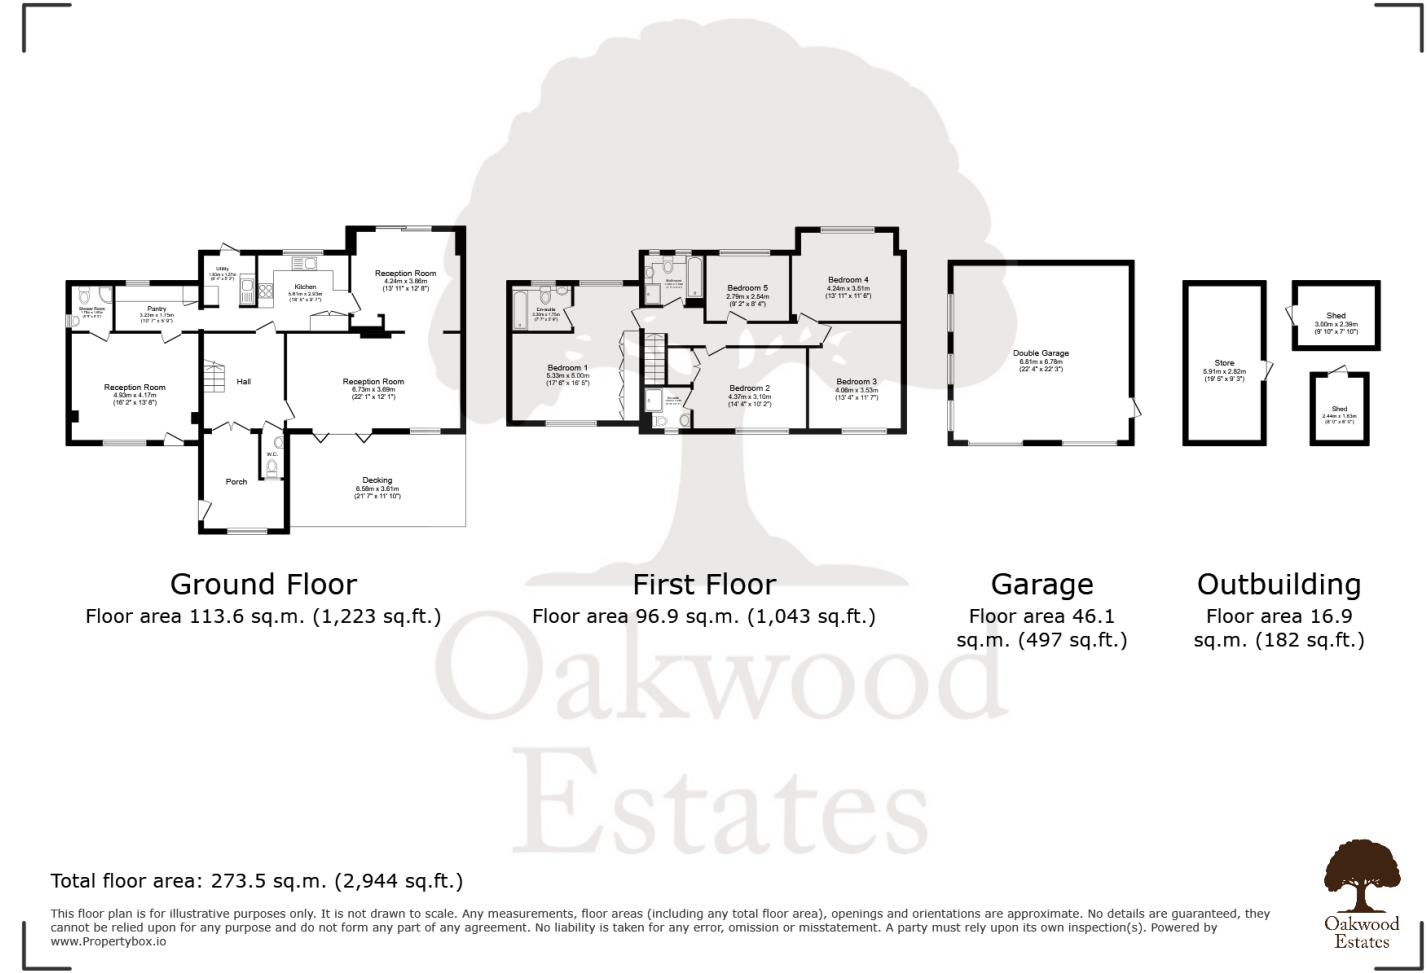 Utility
Reception Room
4.24m x 3.86m
(13' 11" x 12' 8")
Kitchen
5.61m x 2.93m
(18' 5" x 9' 7")
Shower Room
Pantry
3.23m x 1.75m
(10' 7" x 5' 9")
Reception Room
4.93m x 4.17m
(16' 2" x 13' 8")
Hall
Reception Room
6.73m x 3.69m
(22' 1" x 12' 1")
W.C.
Porch
Decking
6.58m x 3.61m
(21' 7" x 11' 10")
Bathroom
Bedroom 5
2.79m x 2.54m
(9' 2" x 8' 4")
Bedroom 4
4.24m x 3.51m
(13' 11" x 11' 6")
En-suite
Bedroom 1
5.33m x 5.00m
(17' 6" x 16' 5")
Bedroom 2
4.37m x 3.10m
(14' 4" x 10' 2")
Bedroom 3
4.06m x 3.53m
(13' 4" x 11' 7")
Double Garage
6.81m x 6.78m
(22' 4" x 22' 3")
Store
5.91m x 2.82m
(19' 5" x 9' 3")
Shed
3.00m x 2.39m
(9' 10" x 7' 10")
Shed
2.44m x 1.63m
Ground Floor
Floor area 113.6 sq.m. (1,223 sq.ft.)
First Floor
Floor area 96.9 sq.m. (1,043 sq.ft.)
Garage
Floor area 46.1
sq.m. (497 sq.ft.)
Outbuilding
Floor area 16.9
sq.m. (182 sq.ft.)
Oakwood
Estates
Total floor area: 273.5 sq.m. (2,944 sq.ft.)
This floor plan is for illustrative purposes only. It is not drawn to scale. Any measurements, floor areas (including any total floor area), openings and orientations are approximate. No details are guaranteed, they
cannot be relied upon for any purpose and do not form any part of any agreement. No liability is taken for any error, omission or misstatement. A party must rely upon its own inspection(s). Powered by
www.Propertybox.io
Oakwood
Estates